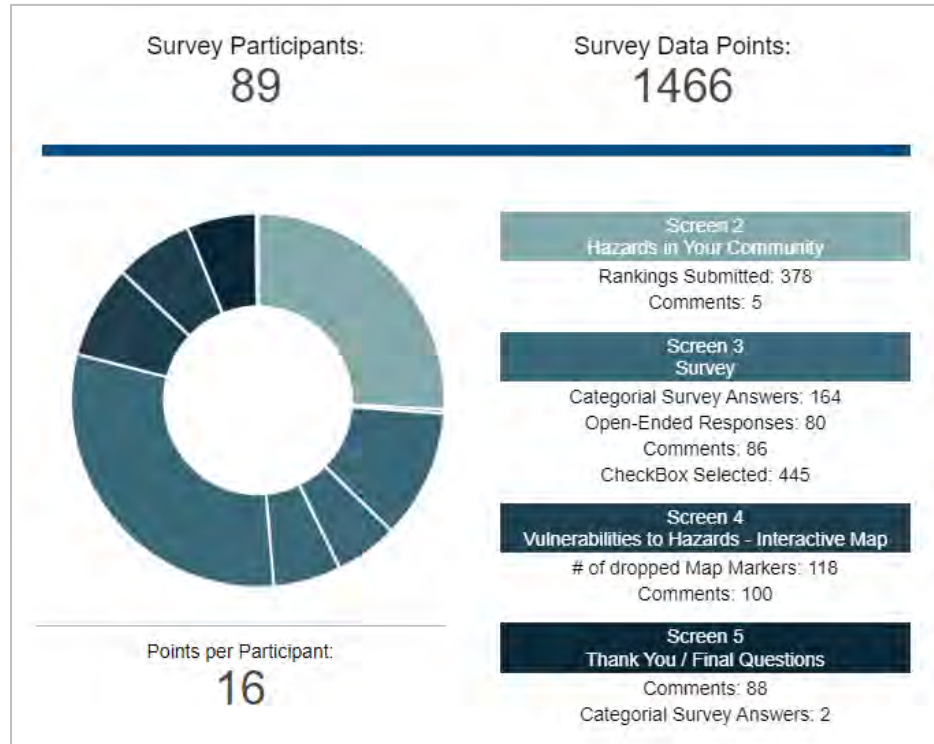 Survey Participants:
89
Survey Data Points:
1466
Screen 2
Hazards in Your Community
Rankings Submitted: 378
Comments: 5
Screen 3
Survey
Categorial Survey Answers: 164
Open-Ended Responses: 80
Comments: 86
CheckBox Selected: 445
Screen 4
Vulnerabilities to Hazards - Interactive Map
# of dropped Map Markers: 118
Comments: 100
Screen 5
Thank You / Final Questions
Comments: 88
Categorial Survey Answers: 2
Points per Participant:
16